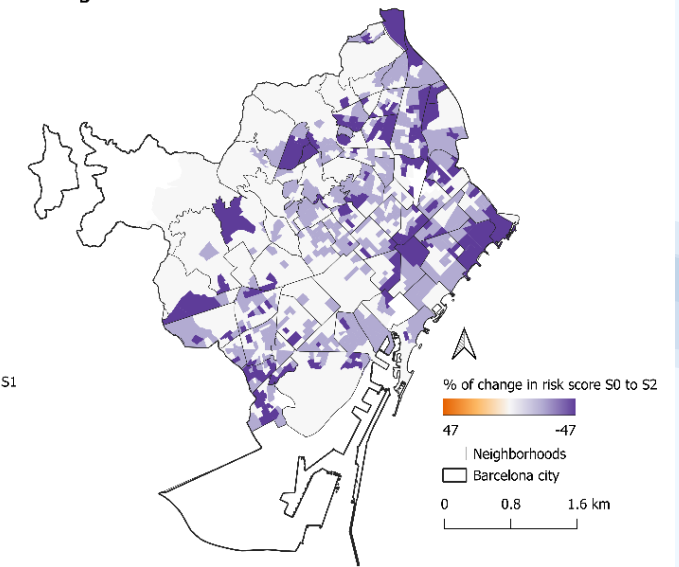 S1
% of change in risk score S0 to S2
47 -47
Neighborhoods
Barcelona city
0 0.8 1.6 km